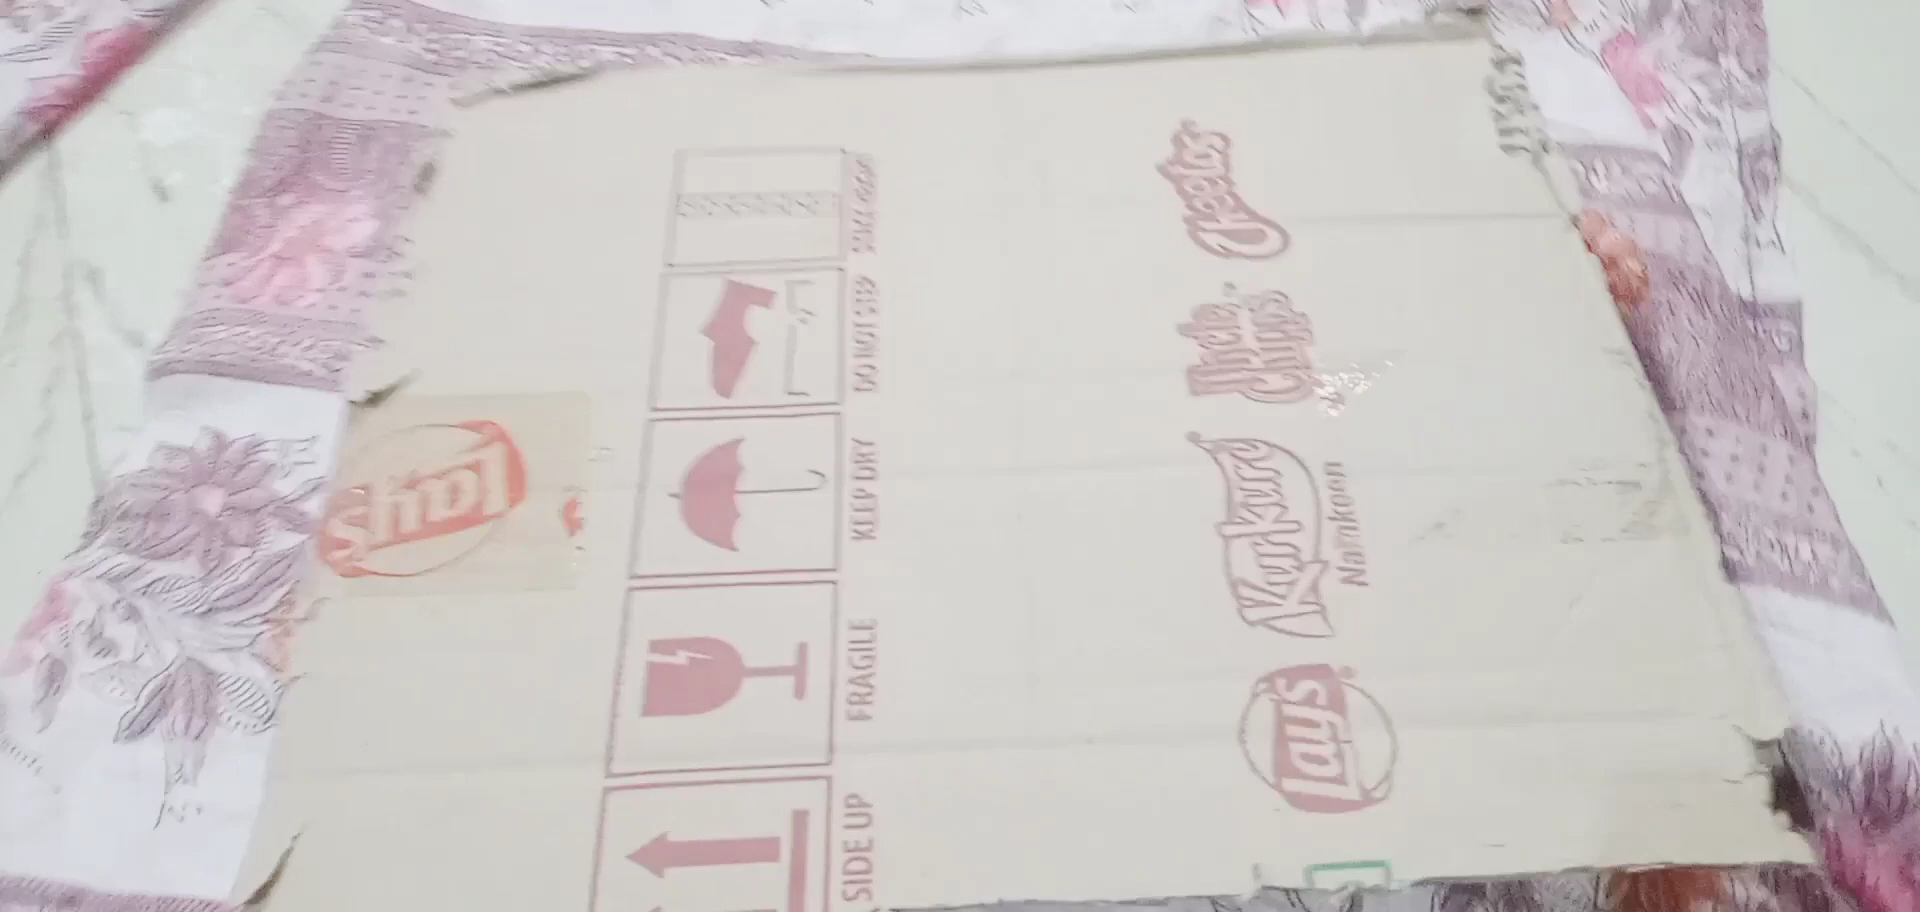 Cheetos
Uncle Chipps
Kurkure
Namkeen
Lay's
DO NOT STEP
KEEP DRY
FRAGILE
SIDE UP
Lay's